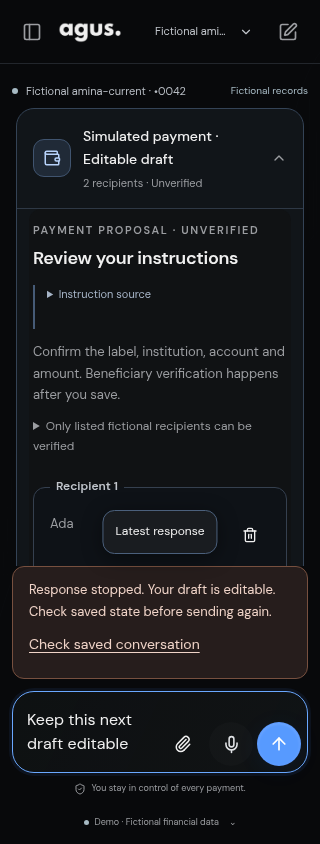 agus.
Fictional ami...
Fictional amina-current · •0042
Fictional records
Simulated payment ·
Editable draft
2 recipients · Unverified
PAYMENT PROPOSAL · UNVERIFIED
Review your instructions
Instruction source
Confirm the label, institution, account and
amount. Beneficiary verification happens
after you save.
Only listed fictional recipients can be
verified
Recipient 1
Ada
Latest response
Response stopped. Your draft is editable.
Check saved state before sending again.
Check saved conversation
Keep this next
draft editable
You stay in control of every payment.
Demo · Fictional financial data